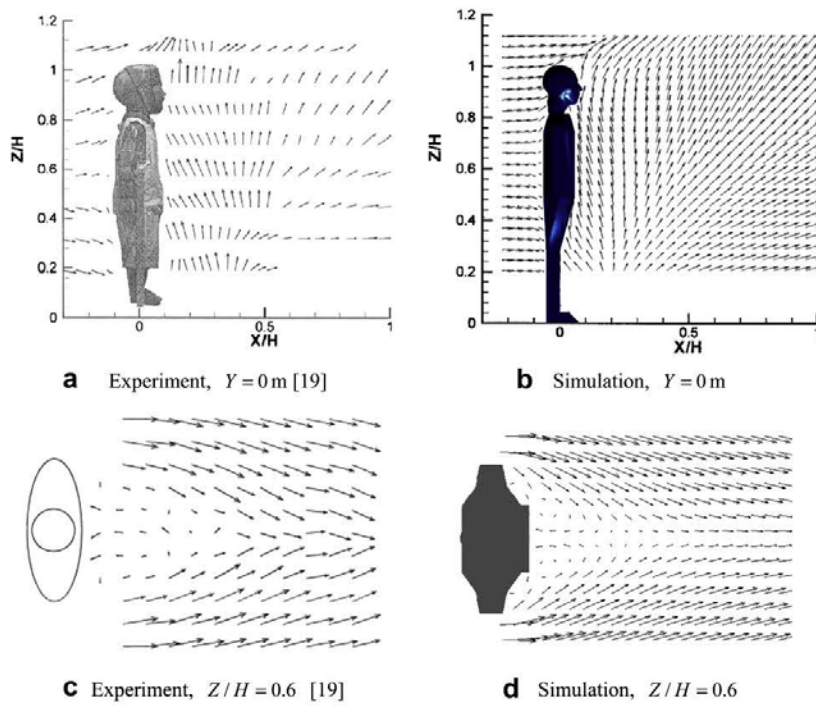 1.2
1
0.8
0.6
0.4
0.2
0
Z/H
0
0.5
1
X/H
a Experiment, Y = 0 m [19]
1.2
1
0.8
0.6
0.4
0.2
0
Z/H
0
0.5
1
X/H
b Simulation, Y = 0 m
c Experiment, Z / H = 0.6 [19]
d Simulation, Z / H = 0.6